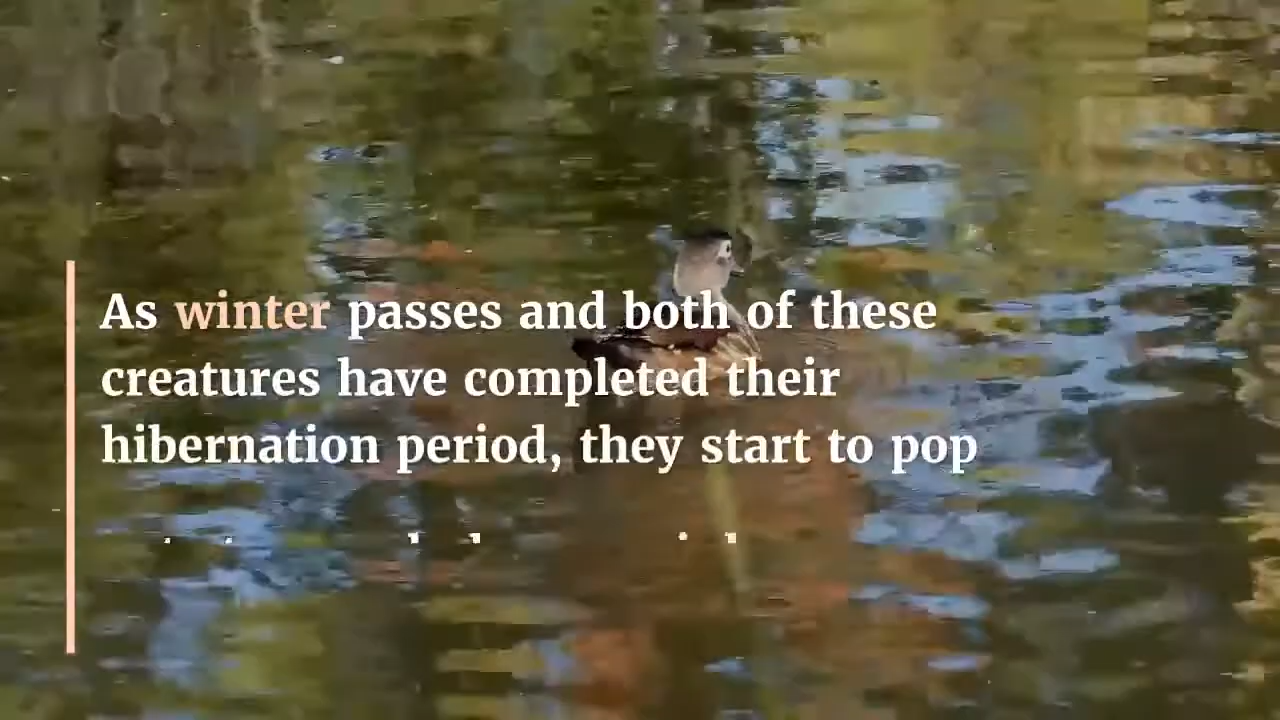 As winter passes and both of these
creatures have completed their
hibernation period, they start to pop